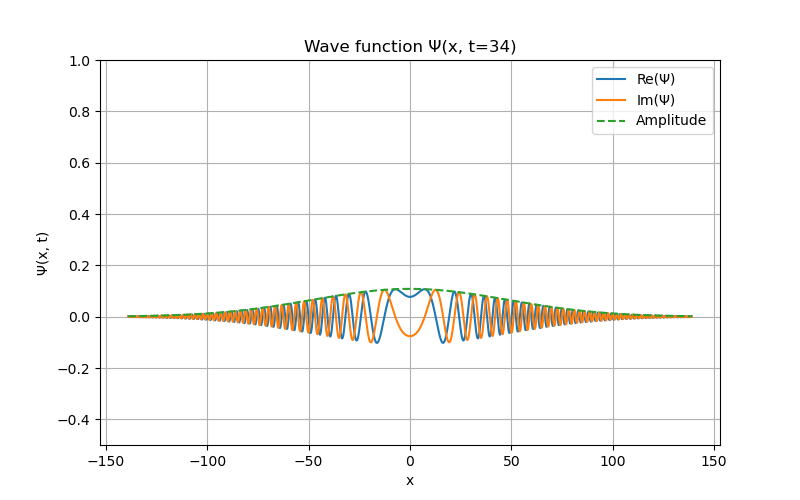 Wave function Ψ(x, t=34)
1.0
0.8
0.6
0.4
0.2
0.0
−0.2
−0.4
Ψ(x, t)
−150
−100
−50
0
50
100
150
x
Re(Ψ)
Im(Ψ)
Amplitude